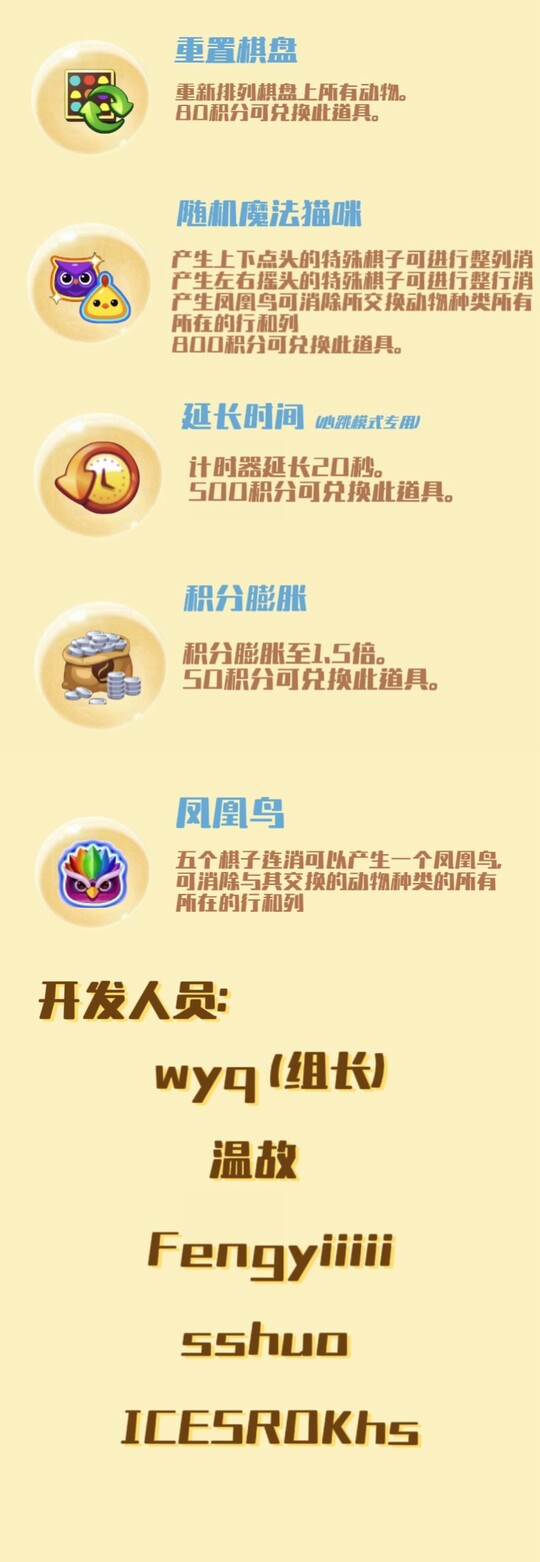 重置棋盘
重新排列棋盘上所有动物。
80积分可兑换此道具。
随机魔法猫咪
产生上下点头的特殊棋子可进行整列消
产生左右摇头的特殊棋子可进行整行消
产生凤凰鸟可消除所交换动物种类所有
所在的行和列
800积分可兑换此道具。
延长时间 (心跳模式专用)
计时器延长20秒。
500积分可兑换此道具。
积分膨胀
积分膨胀至1.5倍。
50积分可兑换此道具。
凤凰鸟
五个棋子连消可以产生一个凤凰鸟,
可消除与其交换的动物种类的所有
所在的行和列
开发人员:
wyq (组长)
温故
Fengyiiiii
sshuo
ICESROKhs